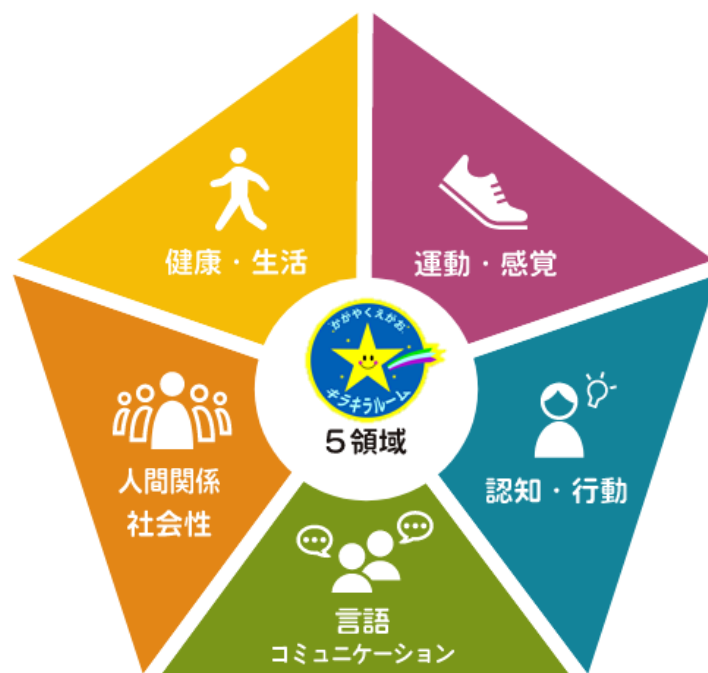 健康・生活
運動・感覚
かがやくえがお
キラキラルーム
5領域
人間関係
社会性
認知・行動
言語
コミュニケーション